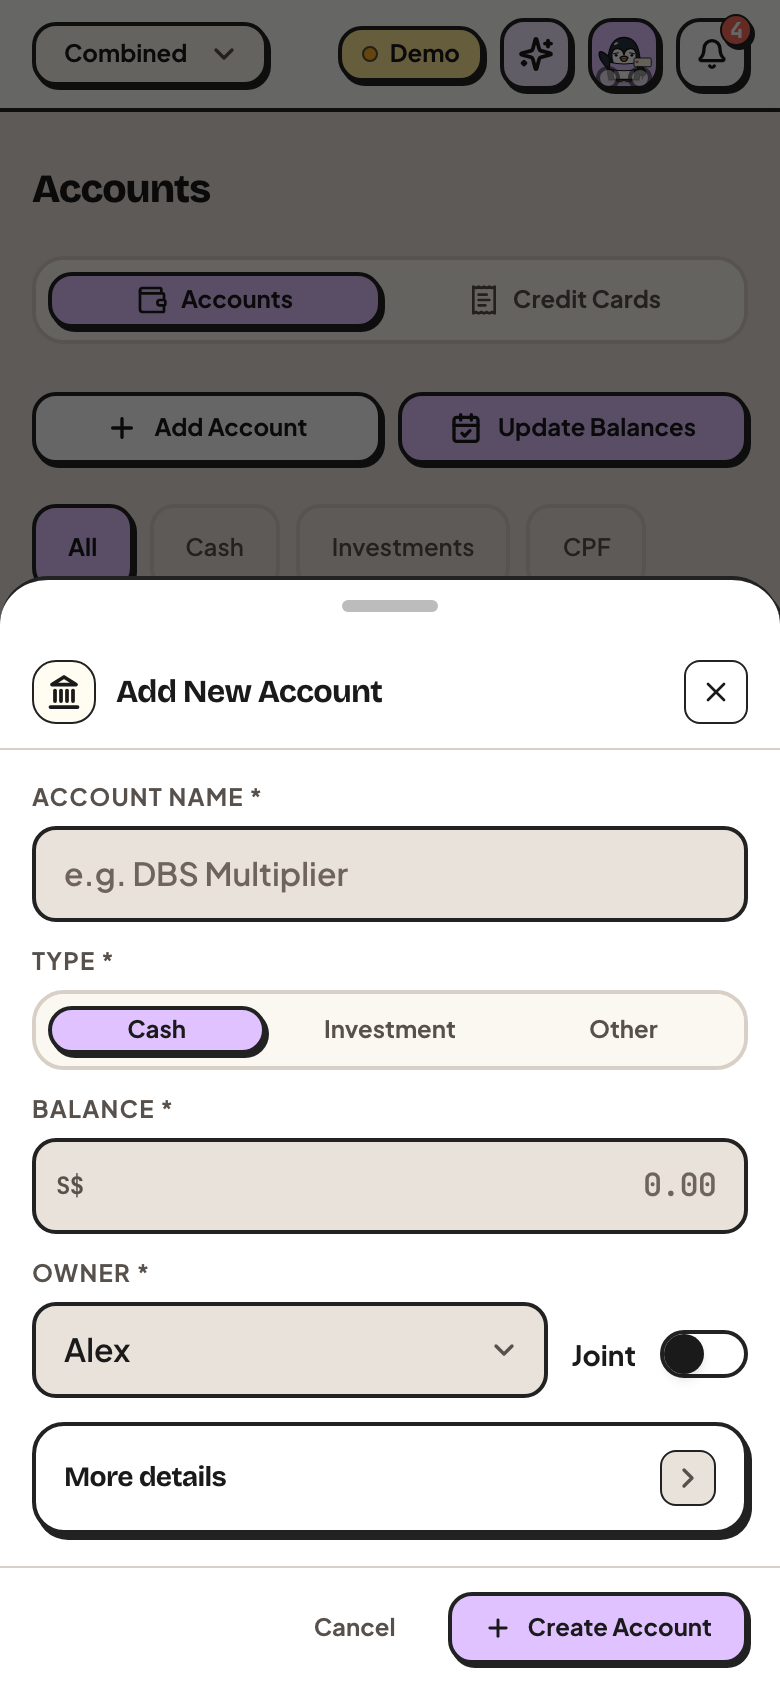 Combined
Demo
4
Accounts
Accounts
Credit Cards
Add Account
Update Balances
All
Cash
Investments
CPF
Add New Account
ACCOUNT NAME *
e.g. DBS Multiplier
TYPE *
Cash
Investment
Other
BALANCE *
S$
0.00
OWNER *
Alex
Joint
More details
Cancel
Create Account